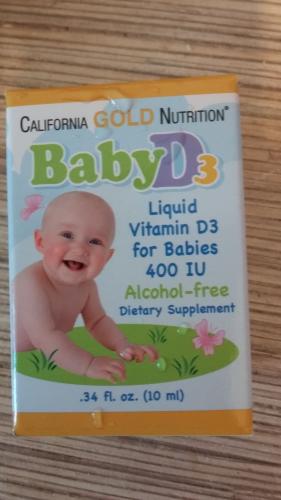 CALIFORNIA GOLD NUTRITION®
BabyD3
Liquid
Vitamin D3
for Babies
400 IU
Alcohol-free
Dietary Supplement
.34 fl. oz. (10 ml)